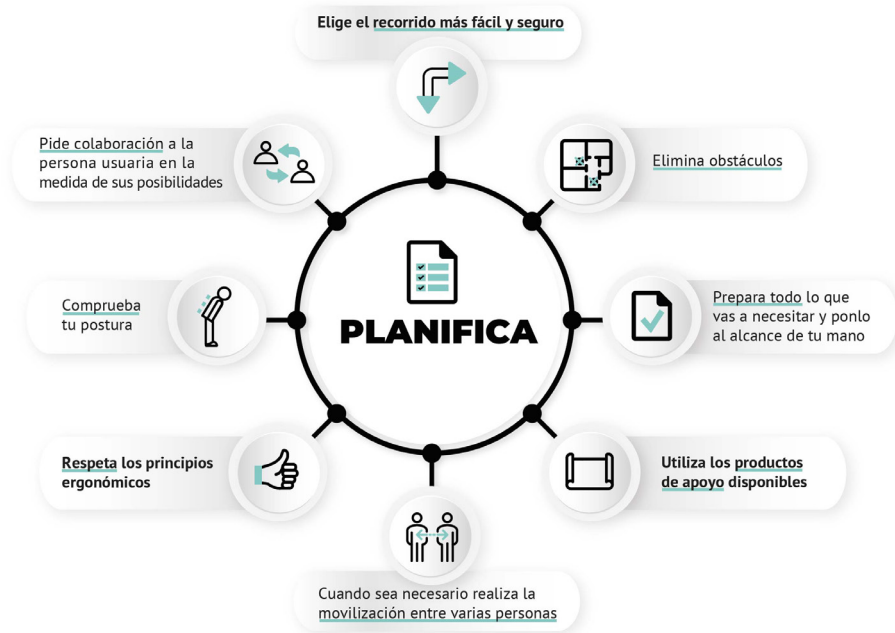 Elige el recorrido más fácil y seguro
Elimina obstáculos
Prepara todo lo que
vas a necesitar y ponlo
al alcance de tu mano
Utiliza los productos
de apoyo disponibles
Cuando sea necesario realiza la
movilización entre varias personas
Respeta los principios
ergonómicos
Comprueba
tu postura
Pide colaboración a la
persona usuaria en la
medida de sus posibilidades
PLANIFICA